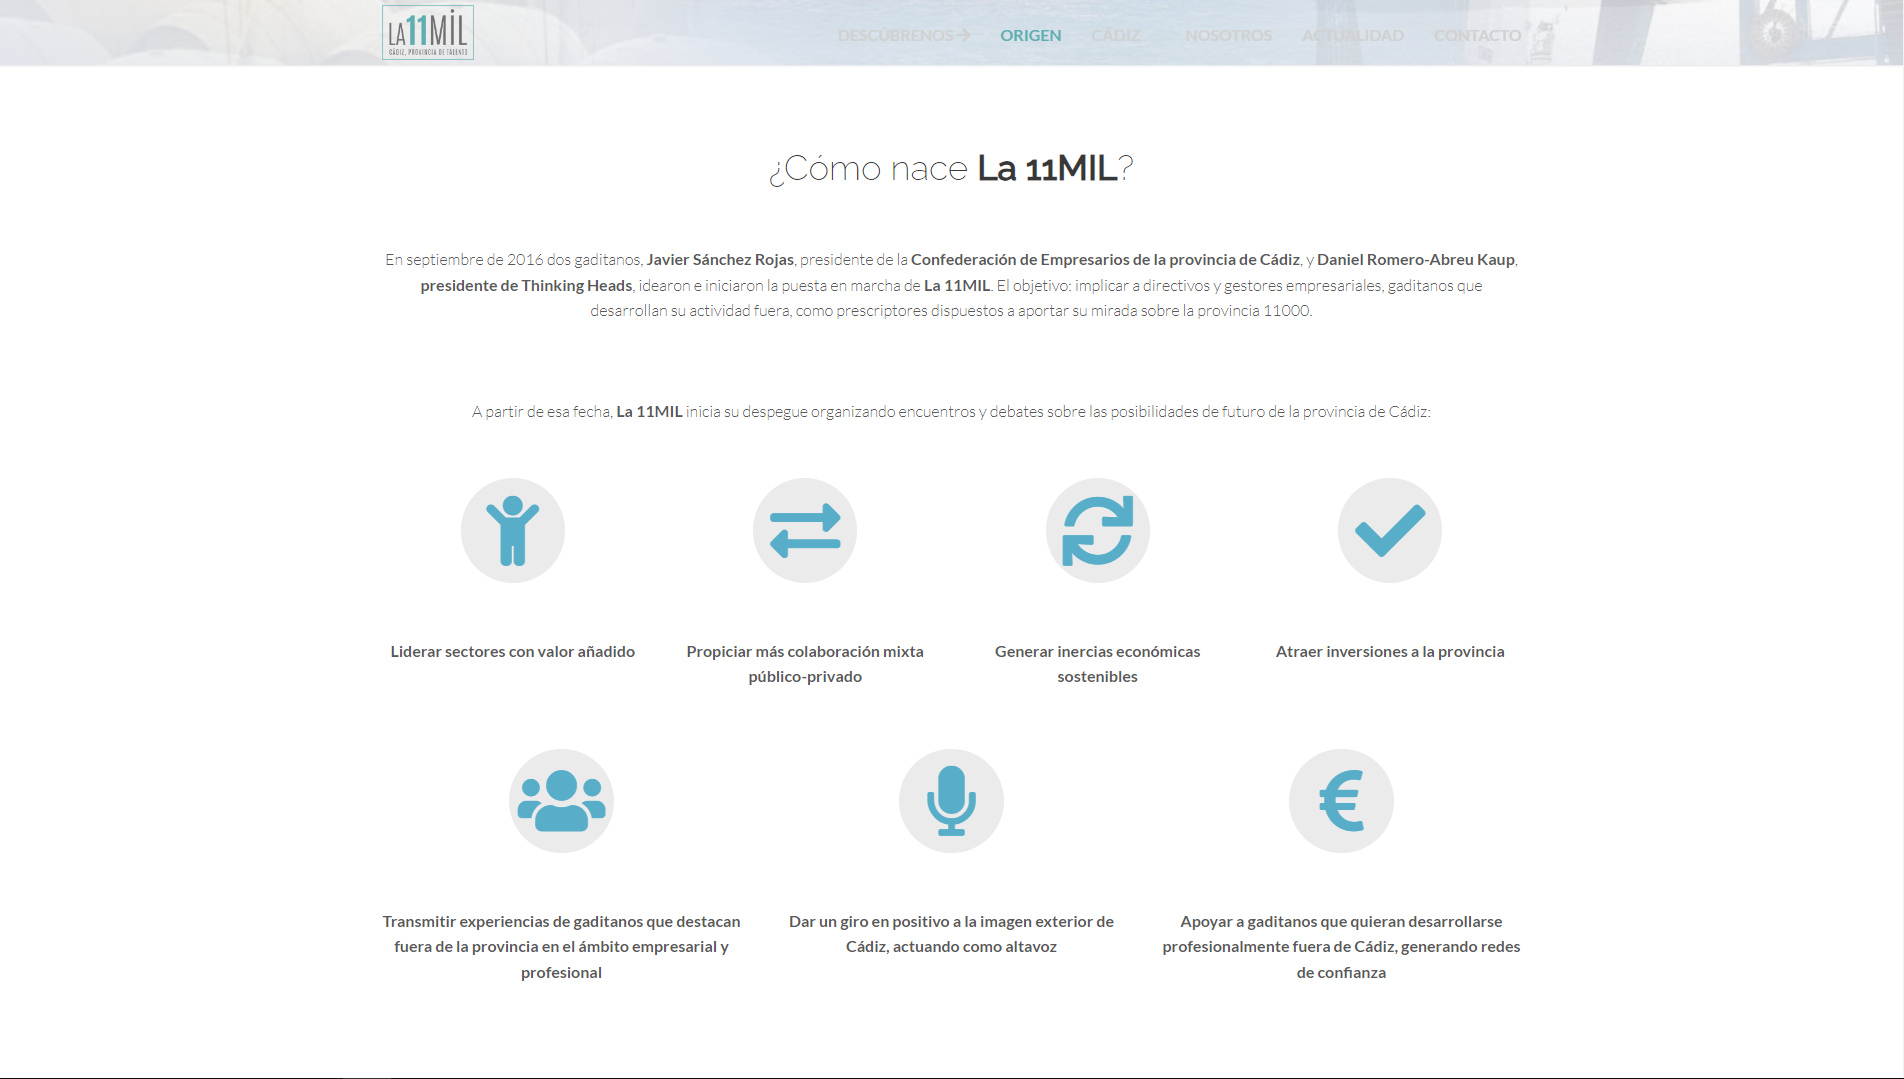 LA11MIL
CÁDIZ, PROVINCIA DE TALENTO
DESCÚBRENOS
ORIGEN
CÁDIZ
NOSOTROS
ACTUALIDAD
CONTACTO
¿Cómo nace La 11MIL?
En septiembre de 2016 dos gaditanos, Javier Sánchez Rojas, presidente de la Confederación de Empresarios de la provincia de Cádiz, y Daniel Romero-Abreu Kaup,
presidente de Thinking Heads, idearon e iniciaron la puesta en marcha de La 11MIL. El objetivo: implicar a directivos y gestores empresariales, gaditanos que
desarrollan su actividad fuera, como prescriptores dispuestos a aportar su mirada sobre la provincia 11000.
A partir de esa fecha, La 11MIL inicia su despegue organizando encuentros y debates sobre las posibilidades de futuro de la provincia de Cádiz:
Liderar sectores con valor añadido
Propiciar más colaboración mixta
público-privado
Generar inercias económicas
sostenibles
Atraer inversiones a la provincia
Transmitir experiencias de gaditanos que destacan
fuera de la provincia en el ámbito empresarial y
profesional
Dar un giro en positivo a la imagen exterior de
Cádiz, actuando como altavoz
Apoyar a gaditanos que quieran desarrollarse
profesionalmente fuera de Cádiz, generando redes
de confianza